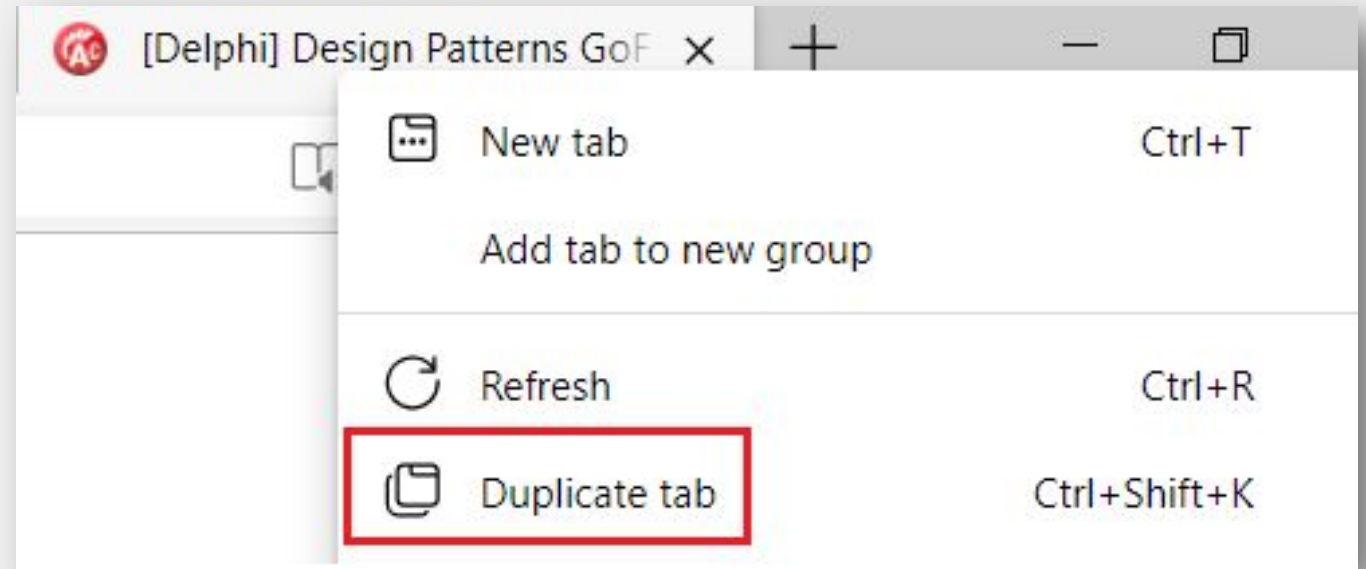 [Delphi] Design Patterns GoF
New tab Ctrl+T
Add tab to new group
Refresh Ctrl+R
Duplicate tab Ctrl+Shift+K